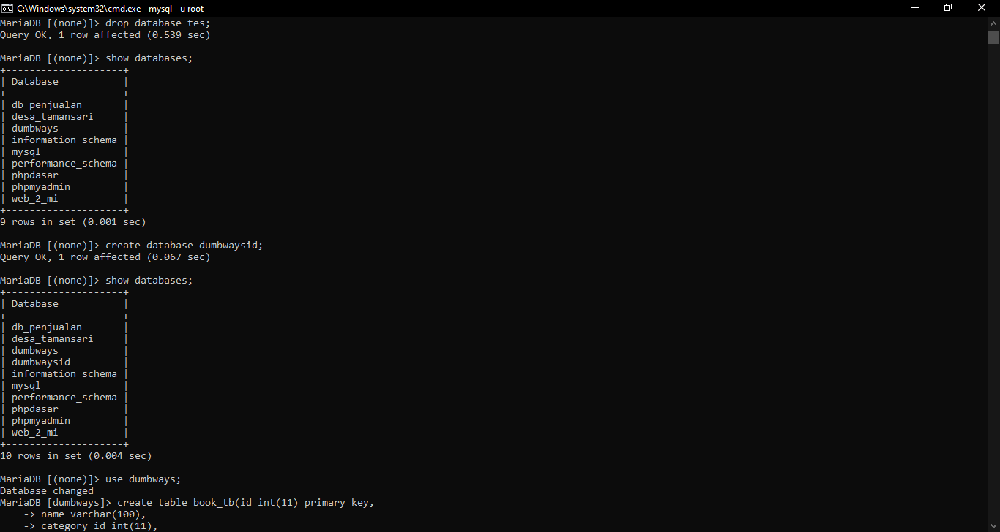 C:\Windows\system32\cmd.exe - mysql  -u root
MariaDB [(none)]> drop database tes;
Query OK, 1 row affected (0.539 sec)
MariaDB [(none)]> show databases;
+--------------------+
| Database           |
+--------------------+
| db_penjualan       |
| desa_tamansari     |
| dumbways           |
| information_schema |
| mysql              |
| performance_schema |
| phpdasar           |
| phpmyadmin         |
| web_2_mi           |
+--------------------+
9 rows in set (0.001 sec)
MariaDB [(none)]> create database dumbwaysid;
Query OK, 1 row affected (0.067 sec)
MariaDB [(none)]> show databases;
+--------------------+
| Database           |
+--------------------+
| db_penjualan       |
| desa_tamansari     |
| dumbways           |
| dumbwaysid         |
| information_schema |
| mysql              |
| performance_schema |
| phpdasar           |
| phpmyadmin         |
| web_2_mi           |
+--------------------+
10 rows in set (0.004 sec)
MariaDB [(none)]> use dumbways;
Database changed
MariaDB [dumbways]> create table book_tb(id int(11) primary key,
    -> name varchar(100),
    -> category_id int(11),